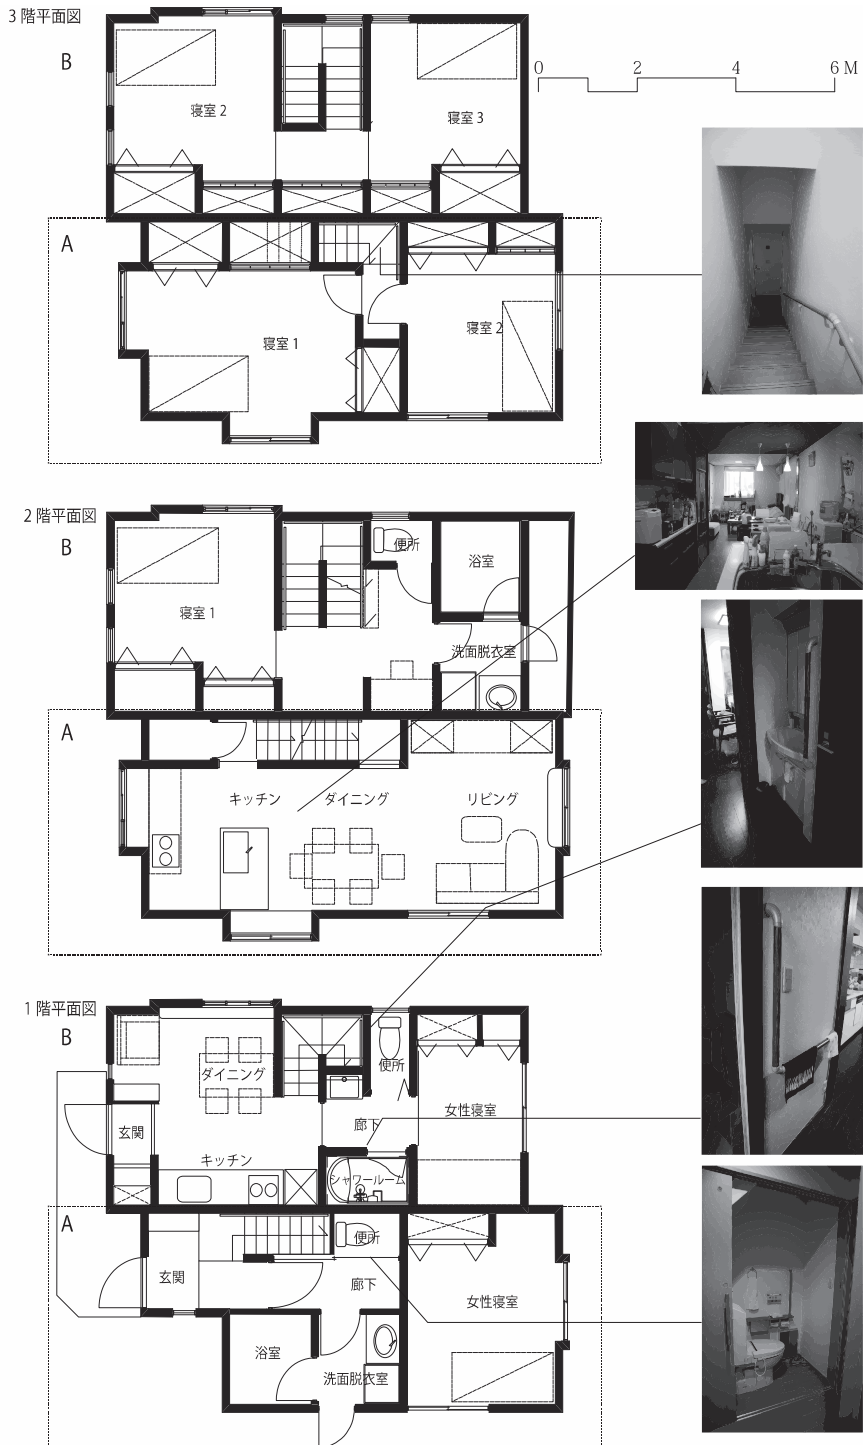 3 階平面図
B
0 2 4 6 M
寝室 2
寝室 3
A
寝室 1
寝室 2
2 階平面図
B
便所
浴室
寝室 1
洗面脱衣室
A
キッチン
ダイニング
リビング
1 階平面図
B
ダイニング
便所
玄関
廊下
女性寝室
キッチン
シャワールーム
A
便所
玄関
廊下
女性寝室
浴室
洗面脱衣室